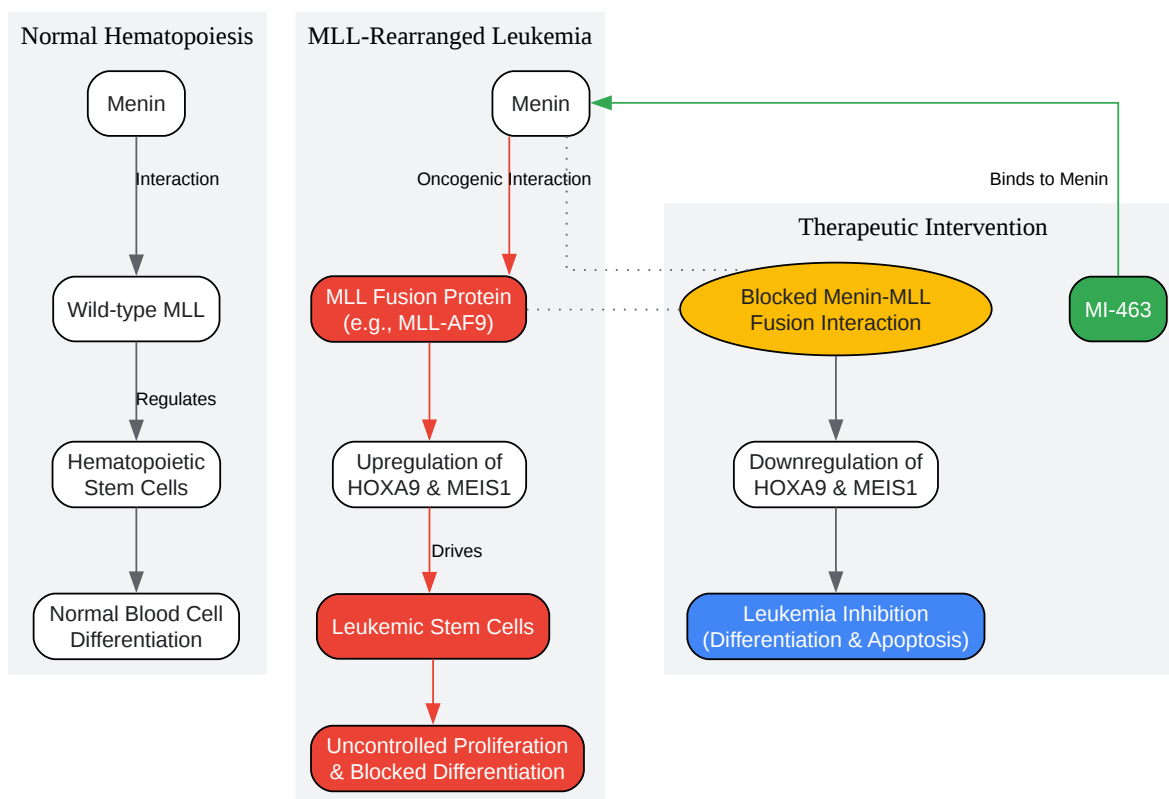 Normal Hematopoiesis
Menin
Interaction
Wild-type MLL
Regulates
Hematopoietic
Stem Cells
Normal Blood Cell
Differentiation
MLL-Rearranged Leukemia
Menin
Oncogenic Interaction
MLL Fusion Protein
(e.g., MLL-AF9)
Upregulation of
HOXA9 & MEIS1
Drives
Leukemic Stem Cells
Uncontrolled Proliferation
& Blocked Differentiation
Binds to Menin
Therapeutic Intervention
Blocked Menin-MLL
Fusion Interaction
MI-463
Downregulation of
HOXA9 & MEIS1
Leukemia Inhibition
(Differentiation & Apoptosis)